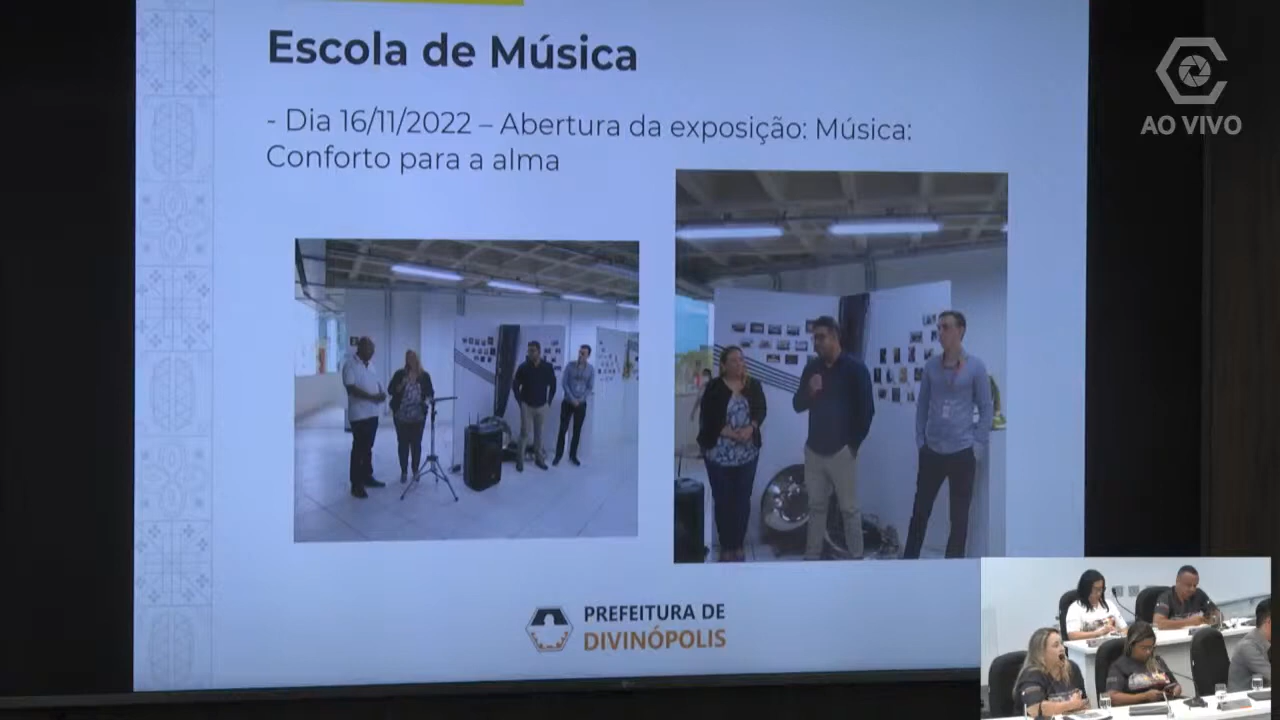 Escola de Música
- Dia 16/11/2022 – Abertura da exposição: Música:
Conforto para a alma
AO VIVO
PREFEITURA DE
DIVINÓPOLIS